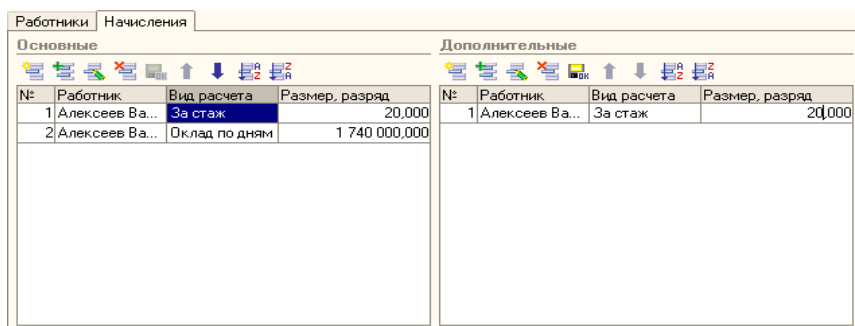 Работники Начисления
Основные
№ Работник Вид расчета Размер, разряд
1 Алексеев Ва... За стаж 20,000
2 Алексеев Ва... Оклад по дням 1 740 000,000
Дополнительные
№ Работник Вид расчета Размер, разряд
1 Алексеев Ва... За стаж 20,000